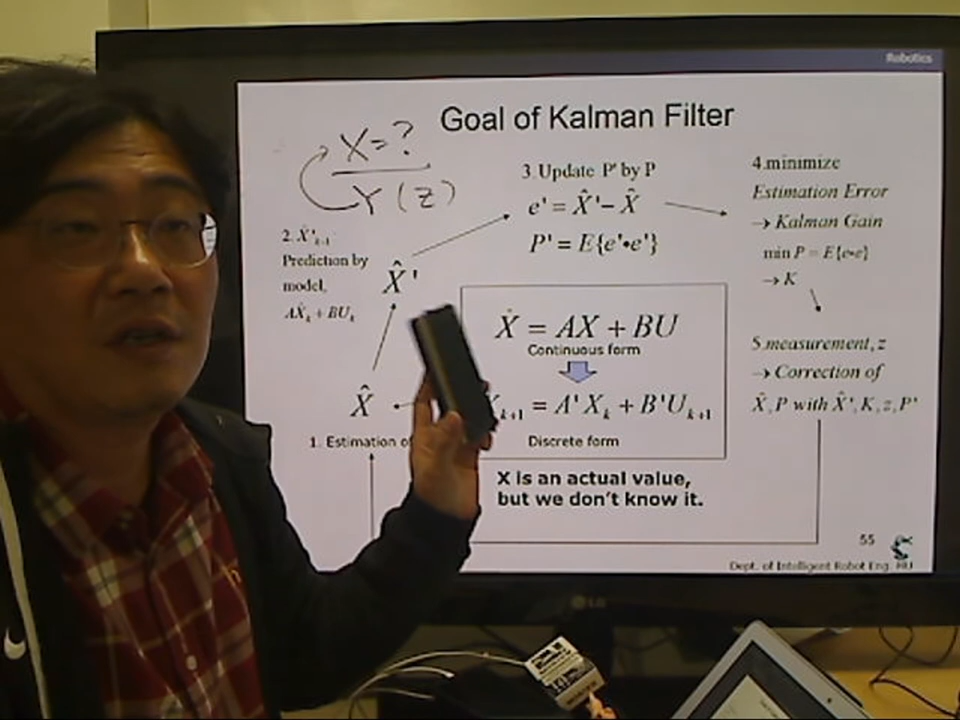 Robotics
Goal of Kalman Filter
X=?
Y(z)
3. Update P' by P
e' = X̂'− X̂
P' = E{e'•e'}
4.minimize
Estimation Error
→ Kalman Gain
min P = E{e•e}
→ K
2. X̂'k+1
Prediction by
model,
AX̂k + BUk
X̂'
Ẋ = AX + BU
Continuous form
k+1 = A'Xk + B'Uk+1
Discrete form
5.measurement, z
→ Correction of
X̂, P with X̂', K, z, P'
X̂
1. Estimation
X is an actual value,
but we don't know it.
55
Dept. of Intelligent Robot Eng. HU
LG